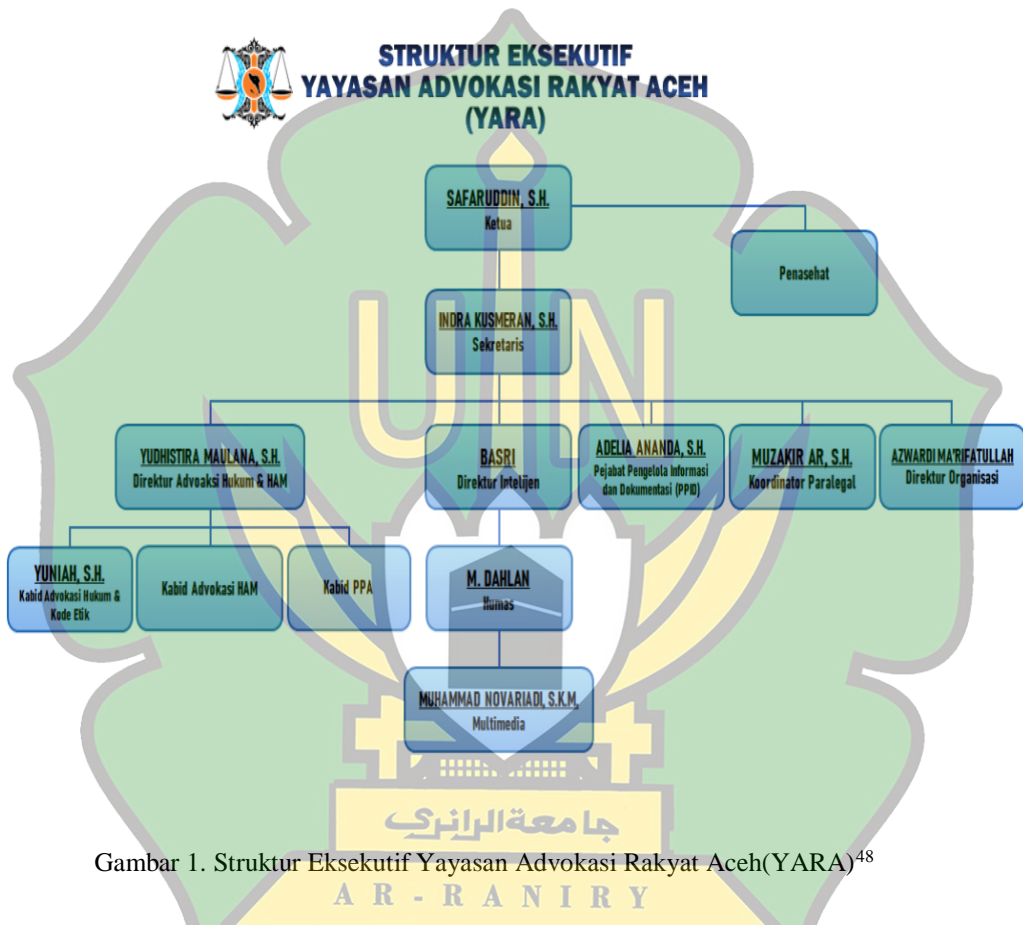 STRUKTUR EKSEKUTIF
YAYASAN ADVOKASI RAKYAT ACEH
(YARA)
SAFARUDDIN, S.H.
Ketua
Penasehat
INDRA KUSMERAN, S.H.
Sekretaris
YUDHISTIRA MAULANA, S.H.
Direktur Advoaksi Hukum & HAM
BASRI
Direktur Intelijen
ADELIA ANANDA, S.H.
Pejabat Pengelola Informasi
dan Dokumentasi (PPID)
MUZAKIR AR, S.H.
Koordinator Paralegal
AZWARDI MA'RIFATULLAH
Direktur Organisasi
YUNIAH, S.H.
Kabid Advokasi Hukum &
Kode Etik
Kabid Advokasi HAM
Kabid PPA
M. DAHLAN
Humas
MUHAMMAD NOVARIADI, S.K.M,
Multimedia
UIN
جامعة الرانري
Gambar 1. Struktur Eksekutif Yayasan Advokasi Rakyat Aceh(YARA)48
AR-RANIRY